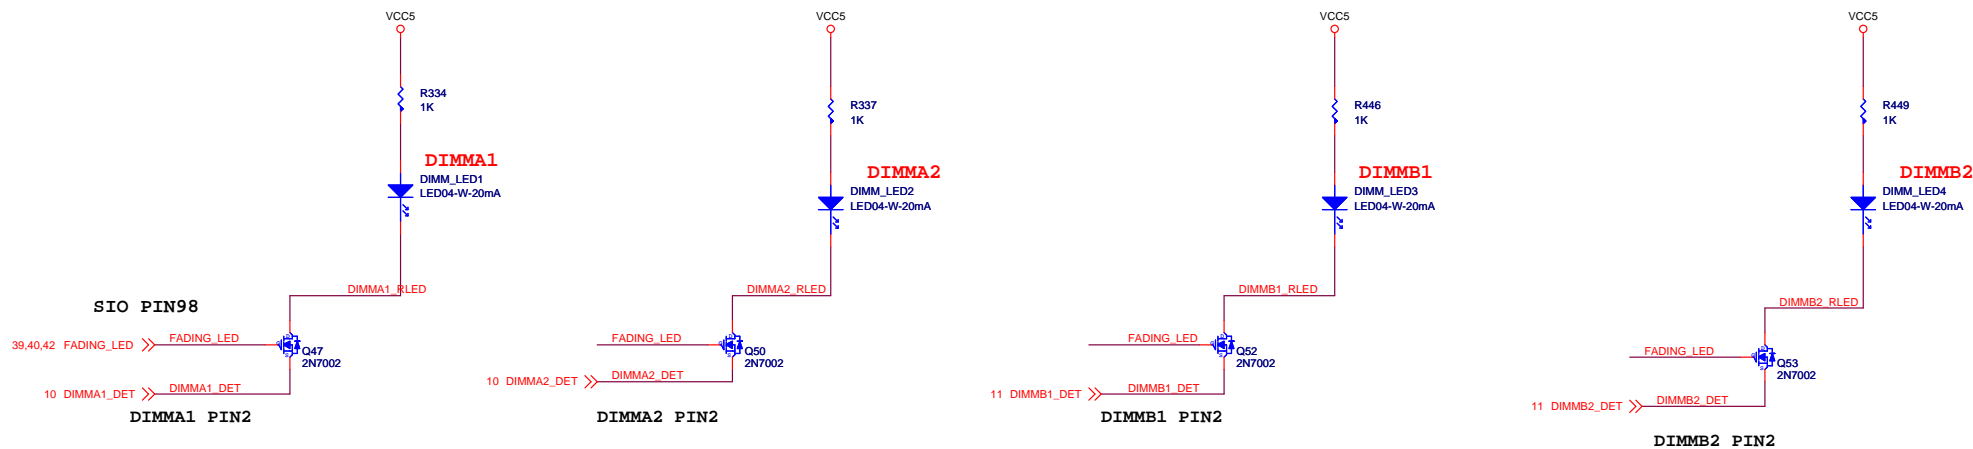 VCC5
R334
1K
DIMMA1
DIMM_LED1
LED04-W-20mA
DIMMA1_RLED
SIO PIN98
39,40,42 FADING_LED
FADING_LED
Q47
2N7002
10 DIMMA1_DET
DIMMA1_DET
DIMMA1 PIN2
VCC5
R337
1K
DIMMA2
DIMM_LED2
LED04-W-20mA
DIMMA2_RLED
FADING_LED
Q50
2N7002
10 DIMMA2_DET
DIMMA2_DET
DIMMA2 PIN2
VCC5
R446
1K
DIMMB1
DIMM_LED3
LED04-W-20mA
DIMMB1_RLED
FADING_LED
Q52
2N7002
11 DIMMB1_DET
DIMMB1_DET
DIMMB1 PIN2
VCC5
R449
1K
DIMMB2
DIMM_LED4
LED04-W-20mA
DIMMB2_RLED
FADING_LED
Q53
2N7002
11 DIMMB2_DET
DIMMB2_DET
DIMMB2 PIN2